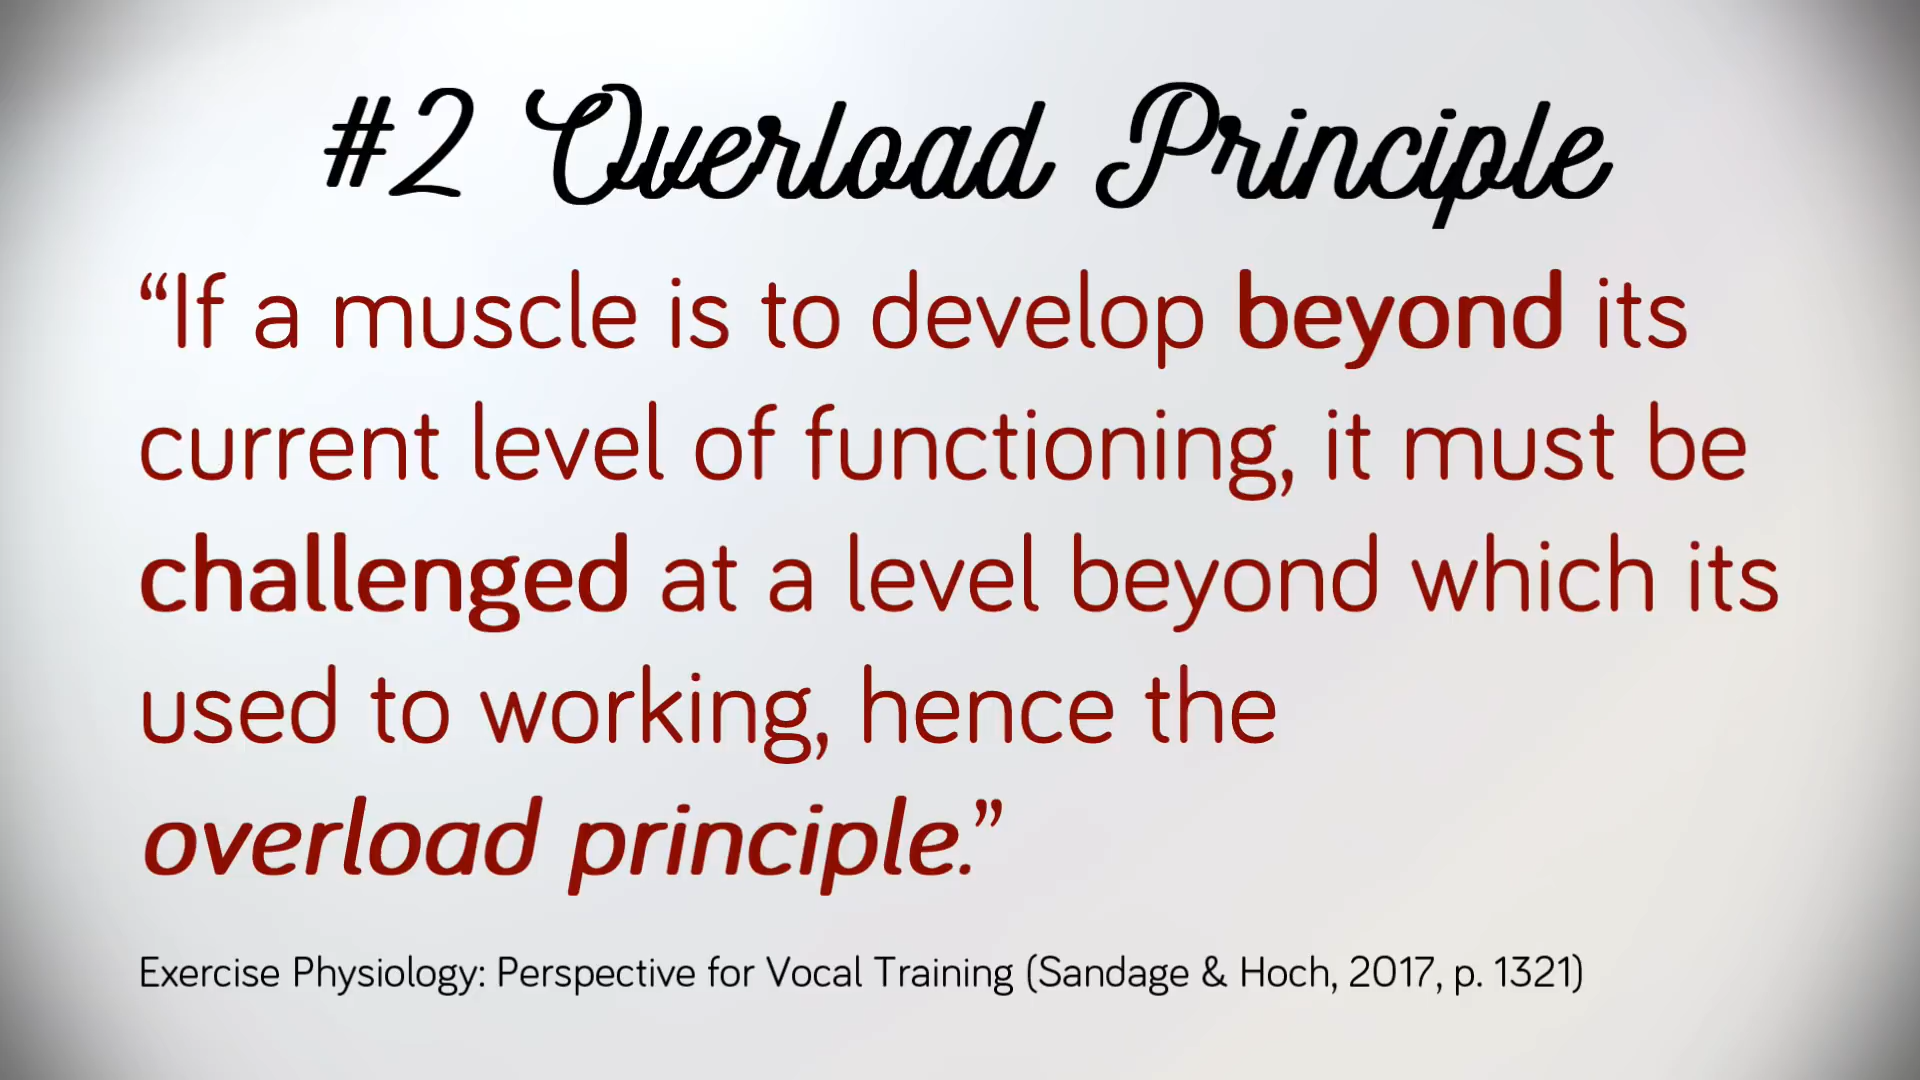 #2 Overload Principle
“If a muscle is to develop beyond its
current level of functioning, it must be
challenged at a level beyond which its
used to working, hence the
overload principle.”
Exercise Physiology: Perspective for Vocal Training (Sandage & Hoch, 2017, p. 1321)